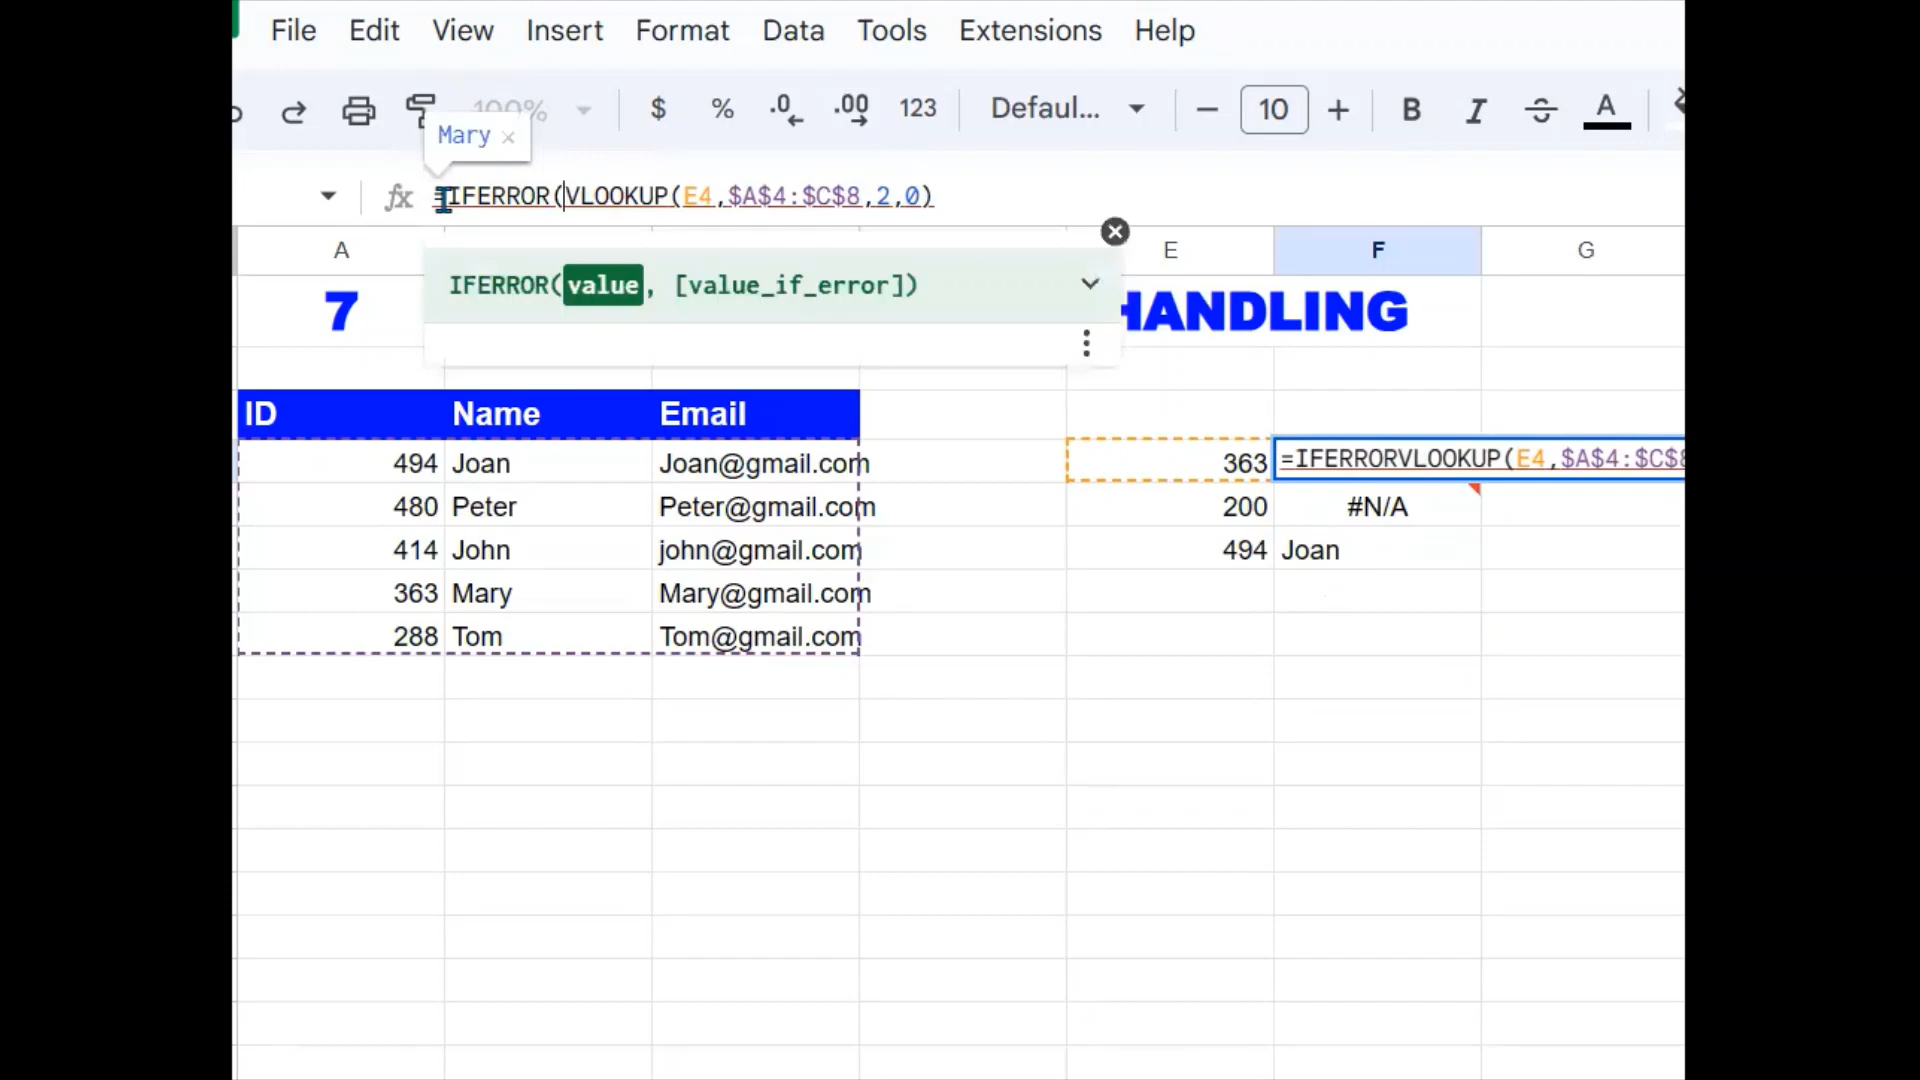 File Edit View Insert Format Data Tools Extensions Help
100% $ % .0 .00 123 Defaul... − 10 + B I S A
Mary ×
fx =IFERROR(VLOOKUP(E4,$A$4:$C$8,2,0)
A E F G
IFERROR(value, [value_if_error])
7 HANDLING
ID Name Email
494 Joan Joan@gmail.com 363 =IFERRORVLOOKUP(E4,$A$4:$C$8
480 Peter Peter@gmail.com 200 #N/A
414 John john@gmail.com 494 Joan
363 Mary Mary@gmail.com
288 Tom Tom@gmail.com